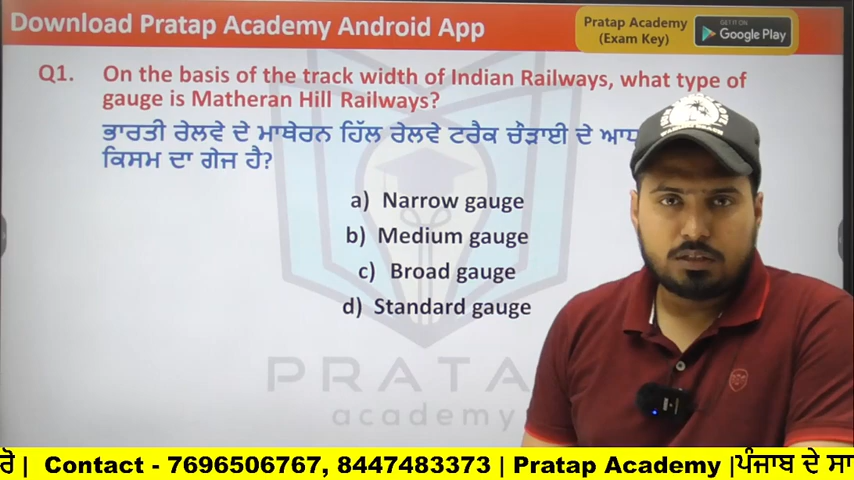 Download Pratap Academy Android App
Pratap Academy
(Exam Key)
GET IT ON
Google Play
Q1. On the basis of the track width of Indian Railways, what type of
gauge is Matheran Hill Railways?
ਭਾਰਤੀ ਰੇਲਵੇ ਦੇ ਮਾਥੇਰਨ ਹਿੱਲ ਰੇਲਵੇ ਟਰੈਕ ਚੌੜਾਈ ਦੇ
ਕਿਸਮ ਦਾ ਗੇਜ ਹੈ?
a) Narrow gauge
b) Medium gauge
c) Broad gauge
d) Standard gauge
PRATA
academy
Contact - 7696506767, 8447483373 | Pratap Academy |ਪੰਜਾਬ ਦੇ